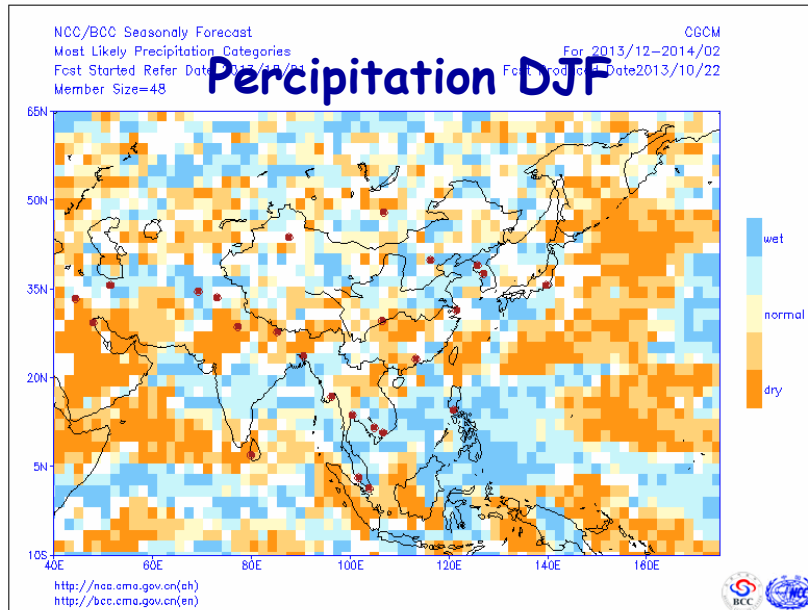 NCC/BCC Seasonaly Forecast
CGCM
Most Likely Precipitation Categories
For 2013/12-2014/02
Fcst Started Refer Date
Fcst Produced Date2013/10/22
Member Size=48
Percipitation DJF
65N
50N
35N
20N
5N
10S
40E
60E
80E
100E
120E
140E
160E
wet
normal
dry
http://ncc.cma.gov.cn(ch)
http://bcc.cma.gov.cn(en)
BCC